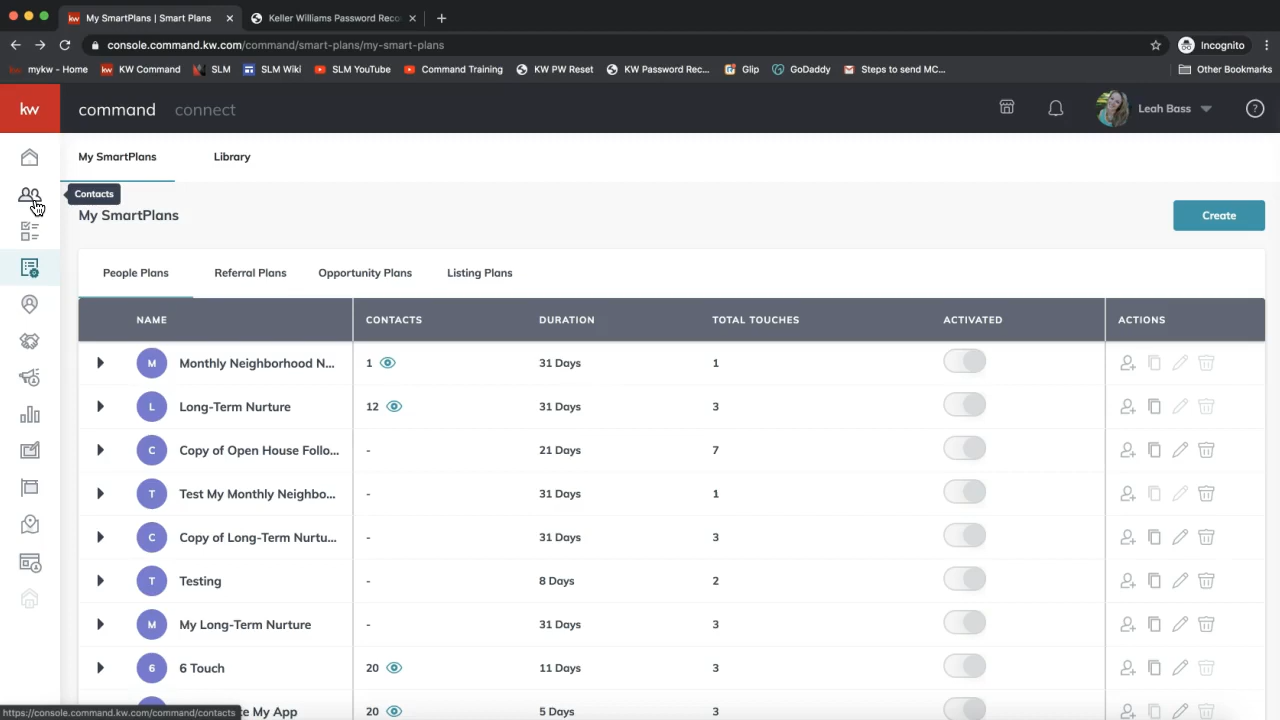 My SmartPlans | Smart Plans
Keller Williams Password Reco
console.command.kw.com/command/smart-plans/my-smart-plans
Incognito
mykw - Home
KW Command
SLM
SLM Wiki
SLM YouTube
Command Training
KW PW Reset
KW Password Rec...
Glip
GoDaddy
Steps to send MC...
Other Bookmarks
kw
command
connect
Leah Bass
?
My SmartPlans
Library
Contacts
My SmartPlans
Create
People Plans
Referral Plans
Opportunity Plans
Listing Plans
NAME CONTACTS DURATION TOTAL TOUCHES ACTIVATED ACTIONS
M Monthly Neighborhood N... 1 31 Days 1
L Long-Term Nurture 12 31 Days 3
C Copy of Open House Follo... - 21 Days 7
T Test My Monthly Neighbo... - 31 Days 1
C Copy of Long-Term Nurtu... - 31 Days 3
T Testing - 8 Days 2
M My Long-Term Nurture - 31 Days 3
6 6 Touch 20 11 Days 3
My App 20 5 Days 3
https://console.command.kw.com/command/contacts